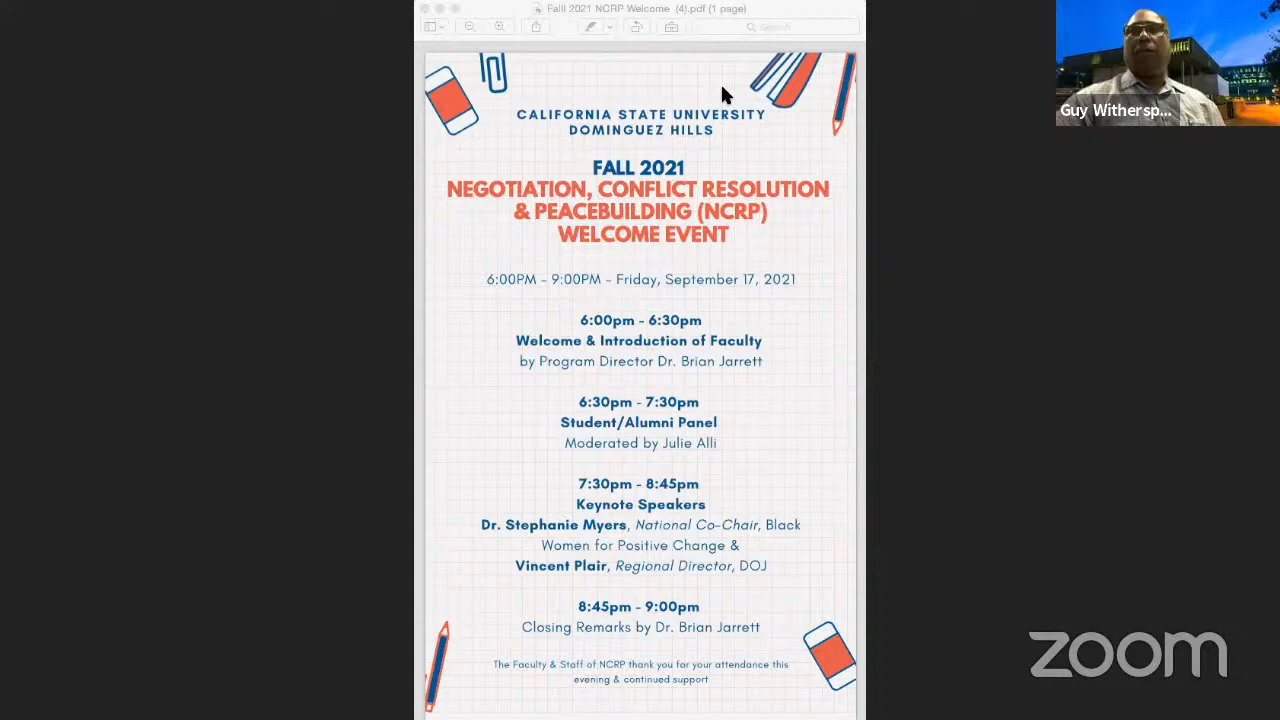 Falll 2021 NCRP Welcome (4).pdf (1 page)
Search
CALIFORNIA STATE UNIVERSITY
DOMINGUEZ HILLS
FALL 2021
NEGOTIATION, CONFLICT RESOLUTION
& PEACEBUILDING (NCRP)
WELCOME EVENT
6:00PM - 9:00PM - Friday, September 17, 2021
6:00pm - 6:30pm
Welcome & Introduction of Faculty
by Program Director Dr. Brian Jarrett
6:30pm - 7:30pm
Student/Alumni Panel
Moderated by Julie Alli
7:30pm - 8:45pm
Keynote Speakers
Dr. Stephanie Myers, National Co-Chair, Black
Women for Positive Change &
Vincent Plair, Regional Director, DOJ
8:45pm - 9:00pm
Closing Remarks by Dr. Brian Jarrett
The Faculty & Staff of NCRP thank you for your attendance this
evening & continued support
Guy Withersp...
zoom